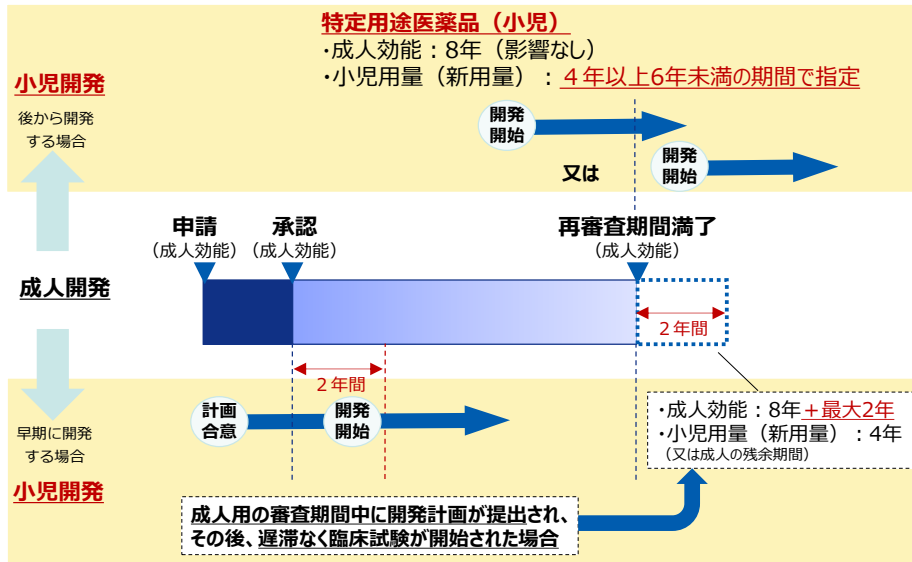 特定用途医薬品（小児）
・成人効能：8年（影響なし）
・小児用量（新用量）：４年以上6年未満の期間で指定
小児開発
後から開発
する場合
開発
開始
又は
開発
開始
申請
（成人効能）
承認
（成人効能）
再審査期間満了
（成人効能）
成人開発
２年間
２年間
計画
合意
開発
開始
早期に開発
する場合
小児開発
・成人効能：8年＋最大2年
・小児用量（新用量）：4年
（又は成人の残余期間）
成人用の審査期間中に開発計画が提出され、
その後、遅滞なく臨床試験が開始された場合